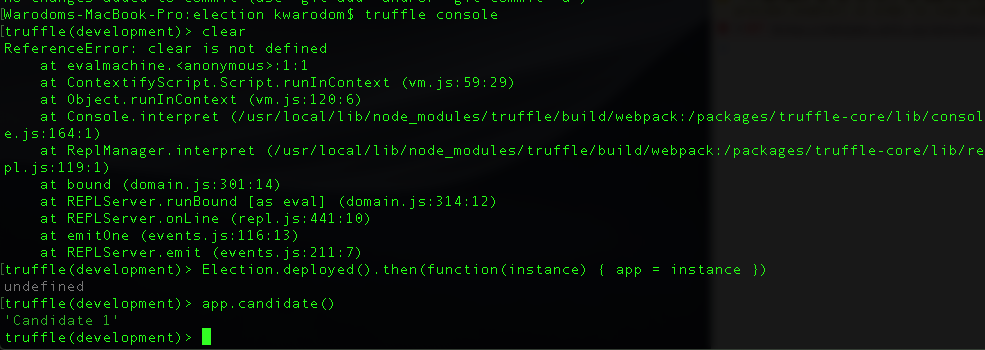 [Warodoms-MacBook-Pro:election kwarodom$ truffle console
[truffle(development)> clear
ReferenceError: clear is not defined
    at evalmachine.<anonymous>:1:1
    at ContextifyScript.Script.runInContext (vm.js:59:29)
    at Object.runInContext (vm.js:120:6)
    at Console.interpret (/usr/local/lib/node_modules/truffle/build/webpack:/packages/truffle-core/lib/consol
e.js:164:1)
    at ReplManager.interpret (/usr/local/lib/node_modules/truffle/build/webpack:/packages/truffle-core/lib/re
pl.js:119:1)
    at bound (domain.js:301:14)
    at REPLServer.runBound [as eval] (domain.js:314:12)
    at REPLServer.onLine (repl.js:441:10)
    at emitOne (events.js:116:13)
    at REPLServer.emit (events.js:211:7)
[truffle(development)> Election.deployed().then(function(instance) { app = instance })
undefined
[truffle(development)> app.candidate()
'Candidate 1'
truffle(development)>